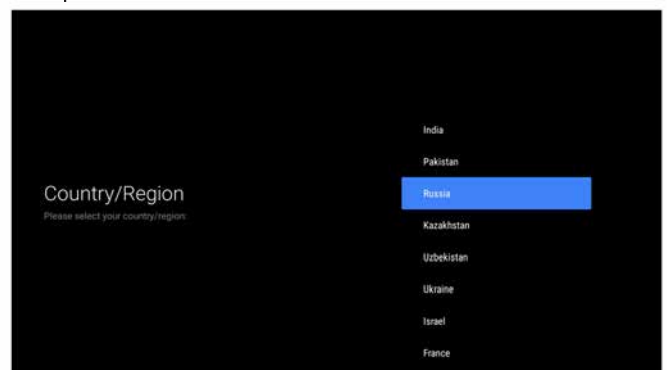 Country/Region
Please select your country/region:
India
Pakistan
Russia
Kazakhstan
Uzbekistan
Ukraine
Israel
France